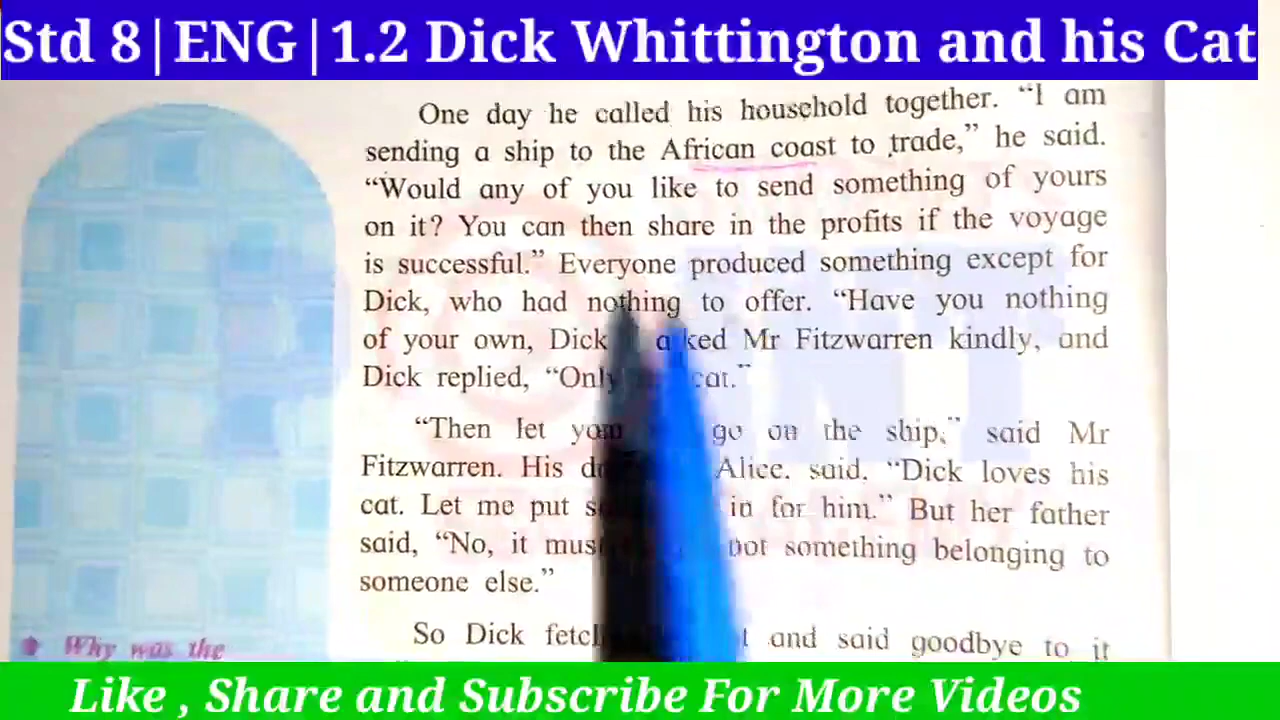 Std 8|ENG|1.2 Dick Whittington and his Cat
One day he called his household together. “I am
sending a ship to the African coast to trade,” he said.
“Would any of you like to send something of yours
on it? You can then share in the profits if the voyage
is successful.” Everyone produced something except for
Dick, who had nothing to offer. “Have you nothing
of your own, Dick Mr Fitzwarren kindly, and
Dick replied, cat.”
“Then let go on the ship,” said Mr
Fitzwarren. His Alice. said. “Dick loves his
cat. Let me put in for him.” But her father
said, “No, it not something belonging to
someone else.”
So Dick and said goodbye to it
Why was the
Like , Share and Subscribe For More Videos